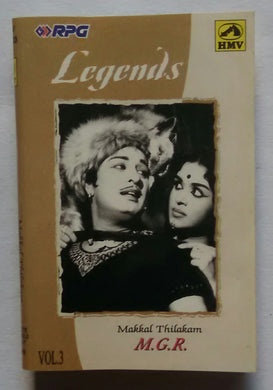 RPG
HMV
Legends
Makkal Thilakam
M.G.R.
VOL.3